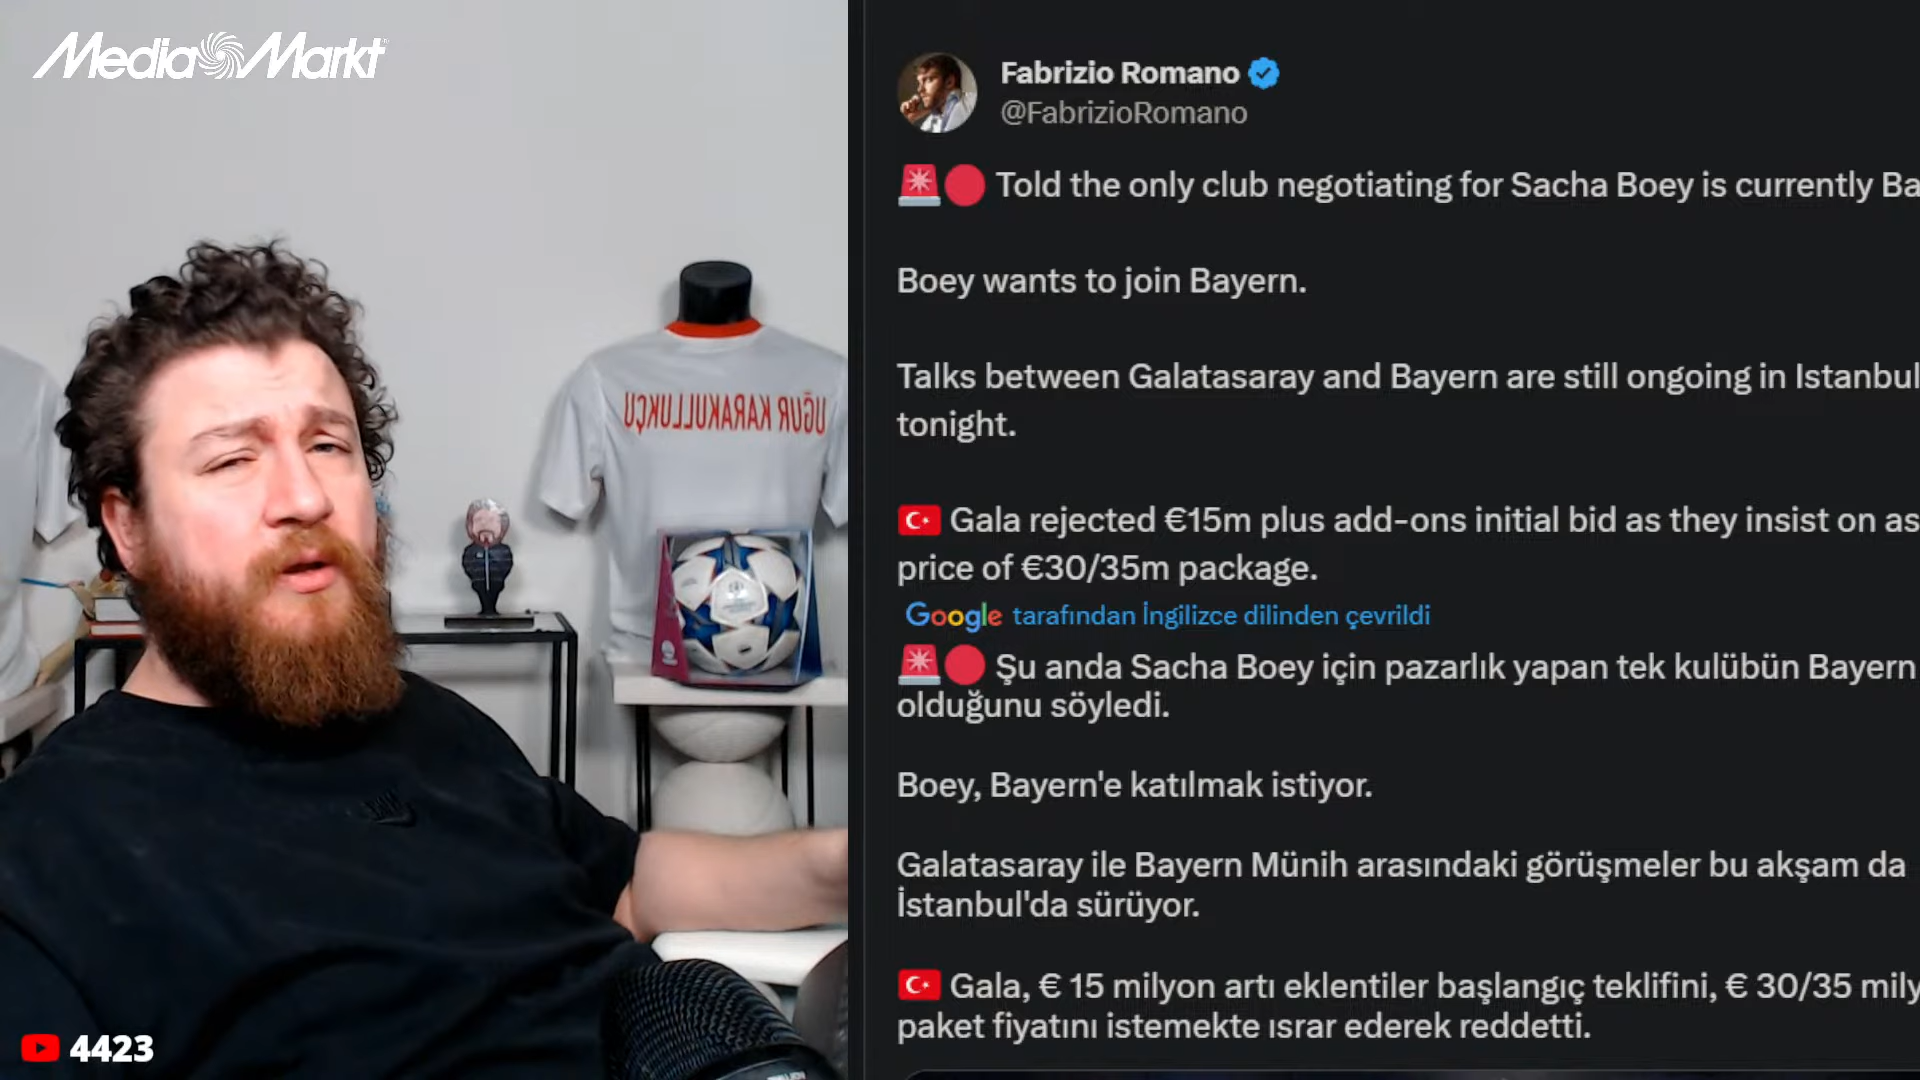 MediaMarkt
UĞUR KARAKULLUKÇU
4423
Fabrizio Romano
@FabrizioRomano
🚨🔴 Told the only club negotiating for Sacha Boey is currently Ba
Boey wants to join Bayern.
Talks between Galatasaray and Bayern are still ongoing in Istanbul
tonight.
🇹🇷 Gala rejected €15m plus add-ons initial bid as they insist on as
price of €30/35m package.
Google tarafından İngilizce dilinden çevrildi
🚨🔴 Şu anda Sacha Boey için pazarlık yapan tek kulübün Bayern
olduğunu söyledi.
Boey, Bayern'e katılmak istiyor.
Galatasaray ile Bayern Münih arasındaki görüşmeler bu akşam da
İstanbul'da sürüyor.
🇹🇷 Gala, € 15 milyon artı eklentiler başlangıç teklifini, € 30/35 mily
paket fiyatını istemekte ısrar ederek reddetti.